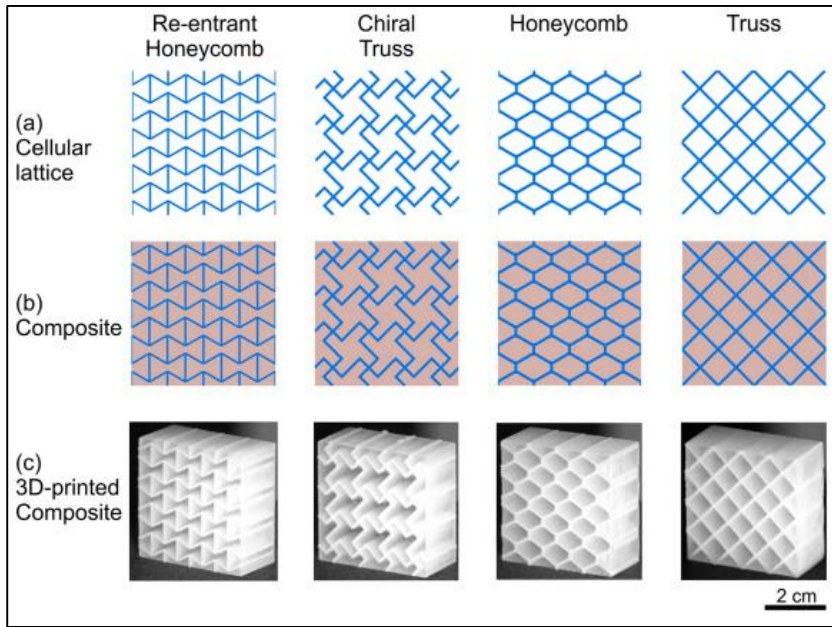 Re-entrant
Honeycomb
Chiral
Truss
Honeycomb
Truss
(a)
Cellular
lattice
(b)
Composite
(c)
3D-printed
Composite
2 cm